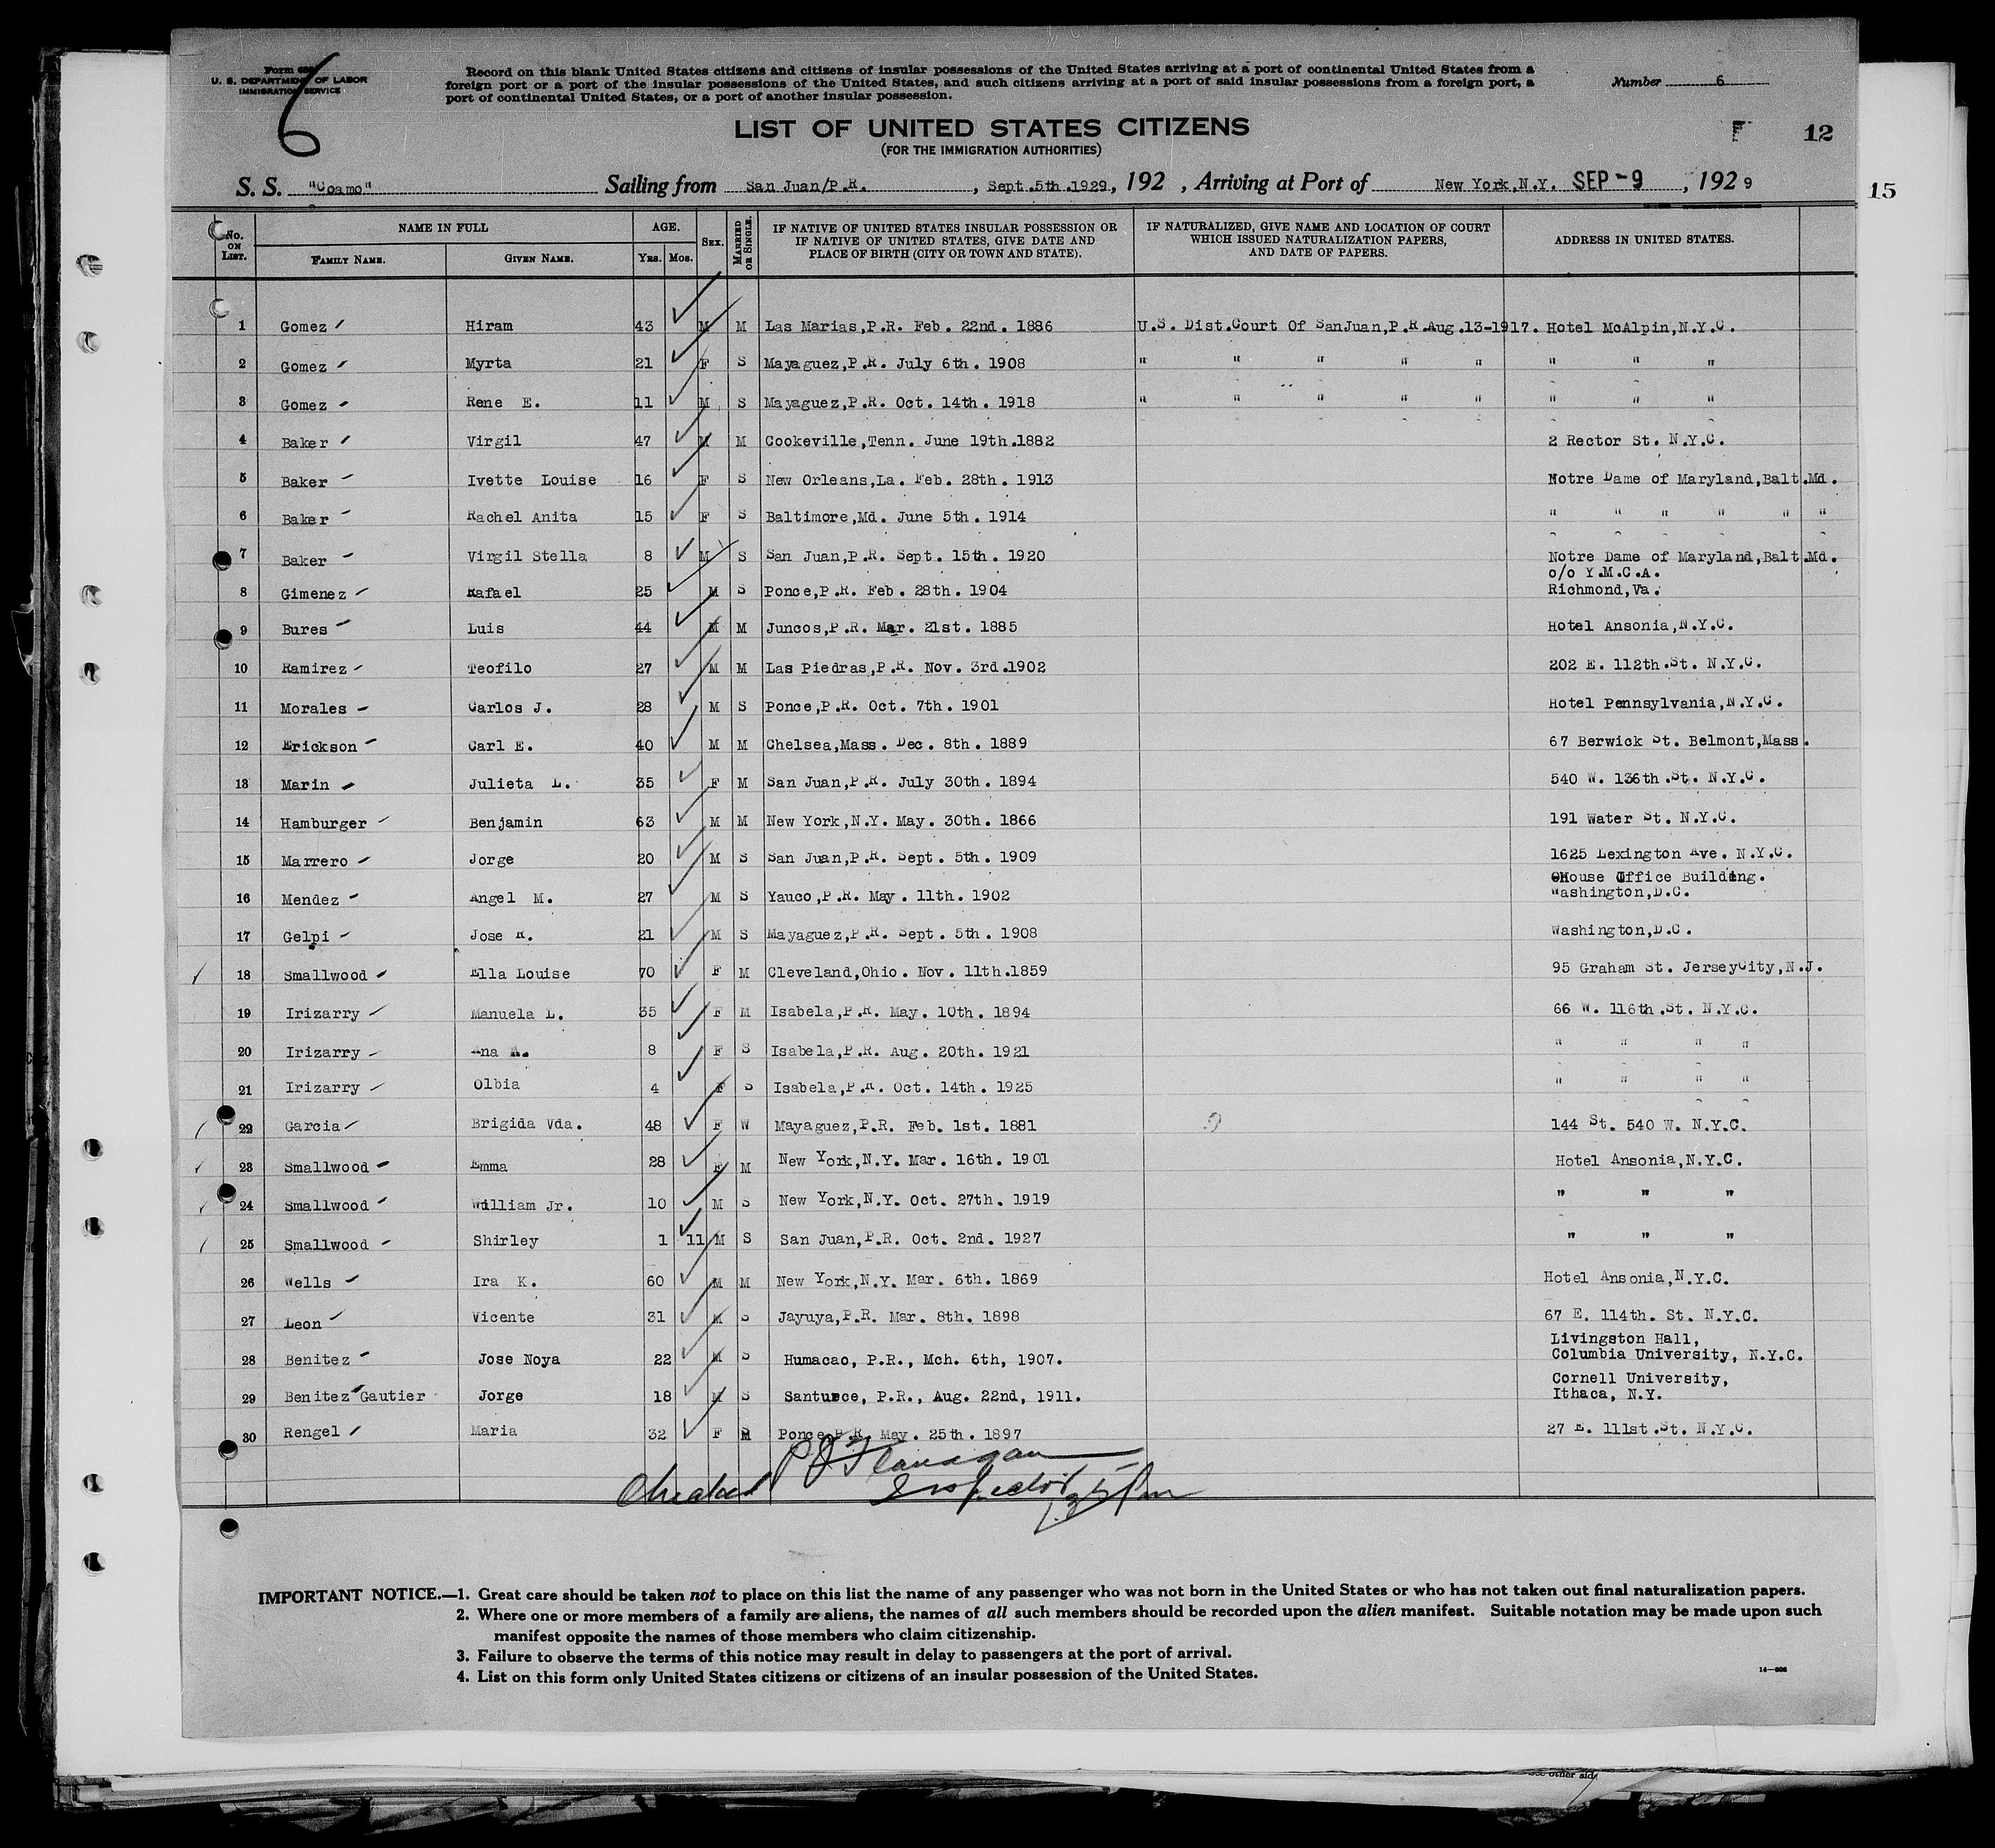 Form
U. S. DEPARTMENT OF LABOR
IMMIGRATION SERVICE
6
Record on this blank United States citizens and citizens of insular possessions of the United States arriving at a port of continental United States from a
foreign port or a port of the insular possessions of the United States, and such citizens arriving at a port of said insular possessions from a foreign port, a
port of continental United States, or a port of another insular possession.
Number 6
LIST OF UNITED STATES CITIZENS
(FOR THE IMMIGRATION AUTHORITIES)
12
S. S. "Coamo" Sailing from San Juan/P.R., Sept.5th.1929, 192 , Arriving at Port of New York,N.Y. SEP -9, 1929
15
No. ON LIST. NAME IN FULL FAMILY NAME. GIVEN NAME. AGE. YRS. MOS. SEX. MARRIED OR SINGLE. IF NATIVE OF UNITED STATES INSULAR POSSESSION OR IF NATIVE OF UNITED STATES, GIVE DATE AND PLACE OF BIRTH (CITY OR TOWN AND STATE). IF NATURALIZED, GIVE NAME AND LOCATION OF COURT WHICH ISSUED NATURALIZATION PAPERS, AND DATE OF PAPERS. ADDRESS IN UNITED STATES.
1 Gomez Hiram 43 M M Las Marias,P.R. Feb. 22nd. 1886 U.S. Dist.Court Of SanJuan,P.R.Aug.13-1917. Hotel McAlpin,N.Y.C.
2 Gomez Myrta 21 F S Mayaguez,P.R. July 6th. 1908 " " " " " " " "
3 Gomez Rene E. 11 M S Mayaguez,P.R. Oct. 14th. 1918 " " " " " " " "
4 Baker Virgil 47 M M Cookeville,Tenn. June 19th.1882 2 Rector St. N.Y.C.
5 Baker Ivette Louise 16 F S New Orleans,La. Feb. 28th. 1913 Notre Dame of Maryland,Balt.Md.
6 Baker Rachel Anita 15 F S Baltimore,Md. June 5th. 1914 " " " " " "
7 Baker Virgil Stella 8 M S San Juan,P.R. Sept. 15th. 1920 Notre Dame of Maryland,Balt.Md.
c/o Y.M.C.A.
8 Gimenez Rafael 25 M S Ponce,P.R. Feb. 28th. 1904 Richmond,Va.
9 Bures Luis 44 M M Juncos,P.R. Mar. 21st. 1885 Hotel Ansonia,N.Y.C.
10 Ramirez Teofilo 27 M M Las Piedras,P.R. Nov. 3rd.1902 202 E. 112th.St. N.Y.C.
11 Morales Carlos J. 28 M S Ponce,P.R. Oct. 7th. 1901 Hotel Pennsylvania,N.Y.C.
12 Erickson Carl E. 40 M M Chelsea,Mass. Dec. 8th. 1889 67 Berwick St. Belmont,Mass.
13 Marin Julieta L. 35 F M San Juan,P.R. July 30th. 1894 540 W. 136th.St. N.Y.C.
14 Hamburger Benjamin 63 M M New York,N.Y. May. 30th. 1866 191 Water St. N.Y.C.
15 Marrero Jorge 20 M S San Juan,P.R. Sept. 5th. 1909 1625 Lexington Ave. N.Y.C.
House Office Building.
16 Mendez Angel M. 27 M S Yauco,P.R. May. 11th. 1902 Washington,D.C.
17 Gelpi Jose R. 21 M S Mayaguez,P.R. Sept. 5th. 1908 Washington,D.C.
18 Smallwood Ella Louise 70 F M Cleveland,Ohio. Nov. 11th.1859 95 Graham St. JerseyCity,N.J.
19 Irizarry Manuela L. 35 F M Isabela,P.R. May. 10th. 1894 66 W. 116th.St. N.Y.C.
20 Irizarry Ana A. 8 F S Isabela,P.R. Aug. 20th. 1921 " " " "
21 Irizarry Olbia 4 F S Isabela,P.R. Oct. 14th. 1925 " " " "
22 Garcia Brigida Vda. 48 F W Mayaguez,P.R. Feb. 1st. 1881 144 St. 540 W. N.Y.C.
23 Smallwood Emma 28 F M New York,N.Y. Mar. 16th. 1901 Hotel Ansonia,N.Y.C.
24 Smallwood William Jr. 10 M S New York,N.Y. Oct. 27th. 1919 " " "
25 Smallwood Shirley 1 11 M S San Juan,P.R. Oct. 2nd. 1927 " " "
26 Wells Ira K. 60 M M New York,N.Y. Mar. 6th. 1869 Hotel Ansonia,N.Y.C.
27 Leon Vicente 31 M S Jayuya,P.R. Mar. 8th. 1898 67 E. 114th. St. N.Y.C.
Livingston Hall,
28 Benitez Jose Noya 22 M S Humacao, P.R., Mch. 6th, 1907. Columbia University, N.Y.C.
Cornell University,
29 Benitez Gautier Jorge 18 M S Santurce, P.R., Aug. 22nd, 1911. Ithaca, N.Y.
30 Rengel Maria 32 F Ponce,P.R. May. 25th. 1897 27 E. 111st.St. N.Y.C.
P J Flanagan
Checked Inspector
IMPORTANT NOTICE.—1. Great care should be taken not to place on this list the name of any passenger who was not born in the United States or who has not taken out final naturalization papers.
2. Where one or more members of a family are aliens, the names of all such members should be recorded upon the alien manifest. Suitable notation may be made upon such
manifest opposite the names of those members who claim citizenship.
3. Failure to observe the terms of this notice may result in delay to passengers at the port of arrival.
4. List on this form only United States citizens or citizens of an insular possession of the United States.
other side